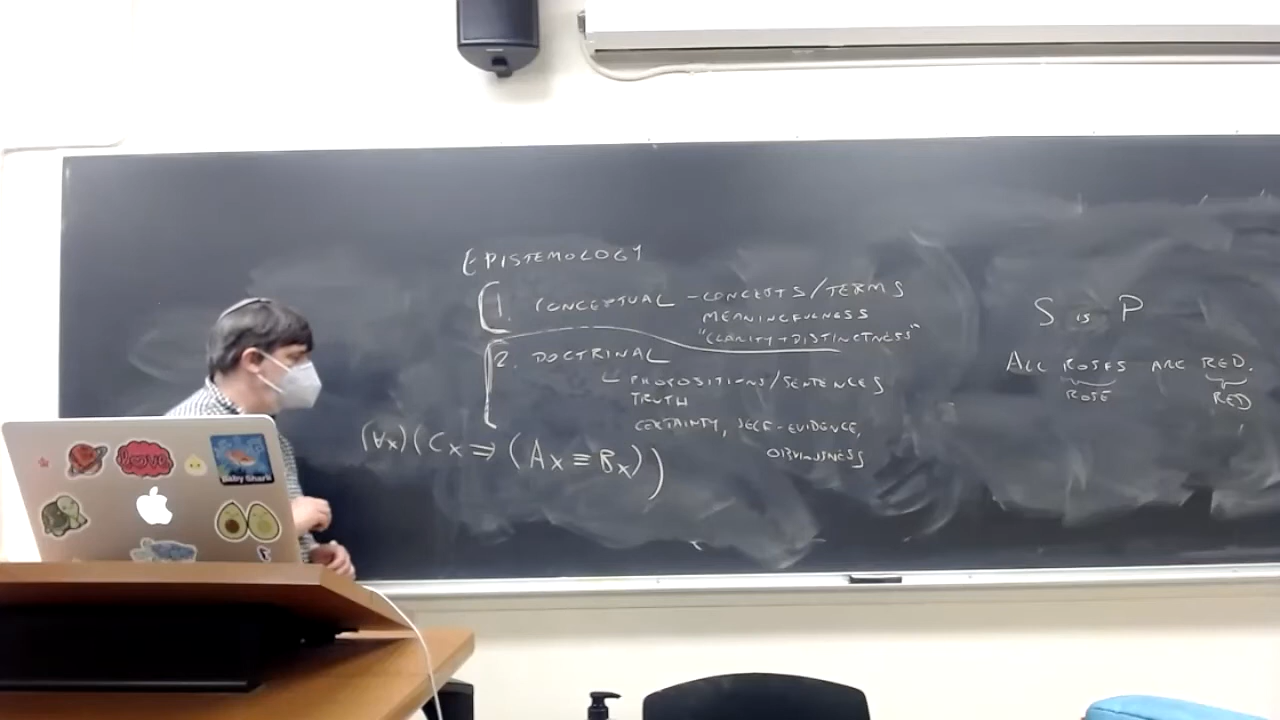 EPISTEMOLOGY
1. CONCEPTUAL - CONCEPTS/TERMS
MEANINGFULNESS
"CLARITY + DISTINCTNESS"
2. DOCTRINAL
PROPOSITIONS/SENTENCES
TRUTH
CERTAINTY, SELF-EVIDENCE,
OBVIOUSNESS
(∀x)(Cx ⇒ (Ax ≡ Bx))
S is P
ALL ROSES ARE RED.
ROSE RED
love
Baby Shark